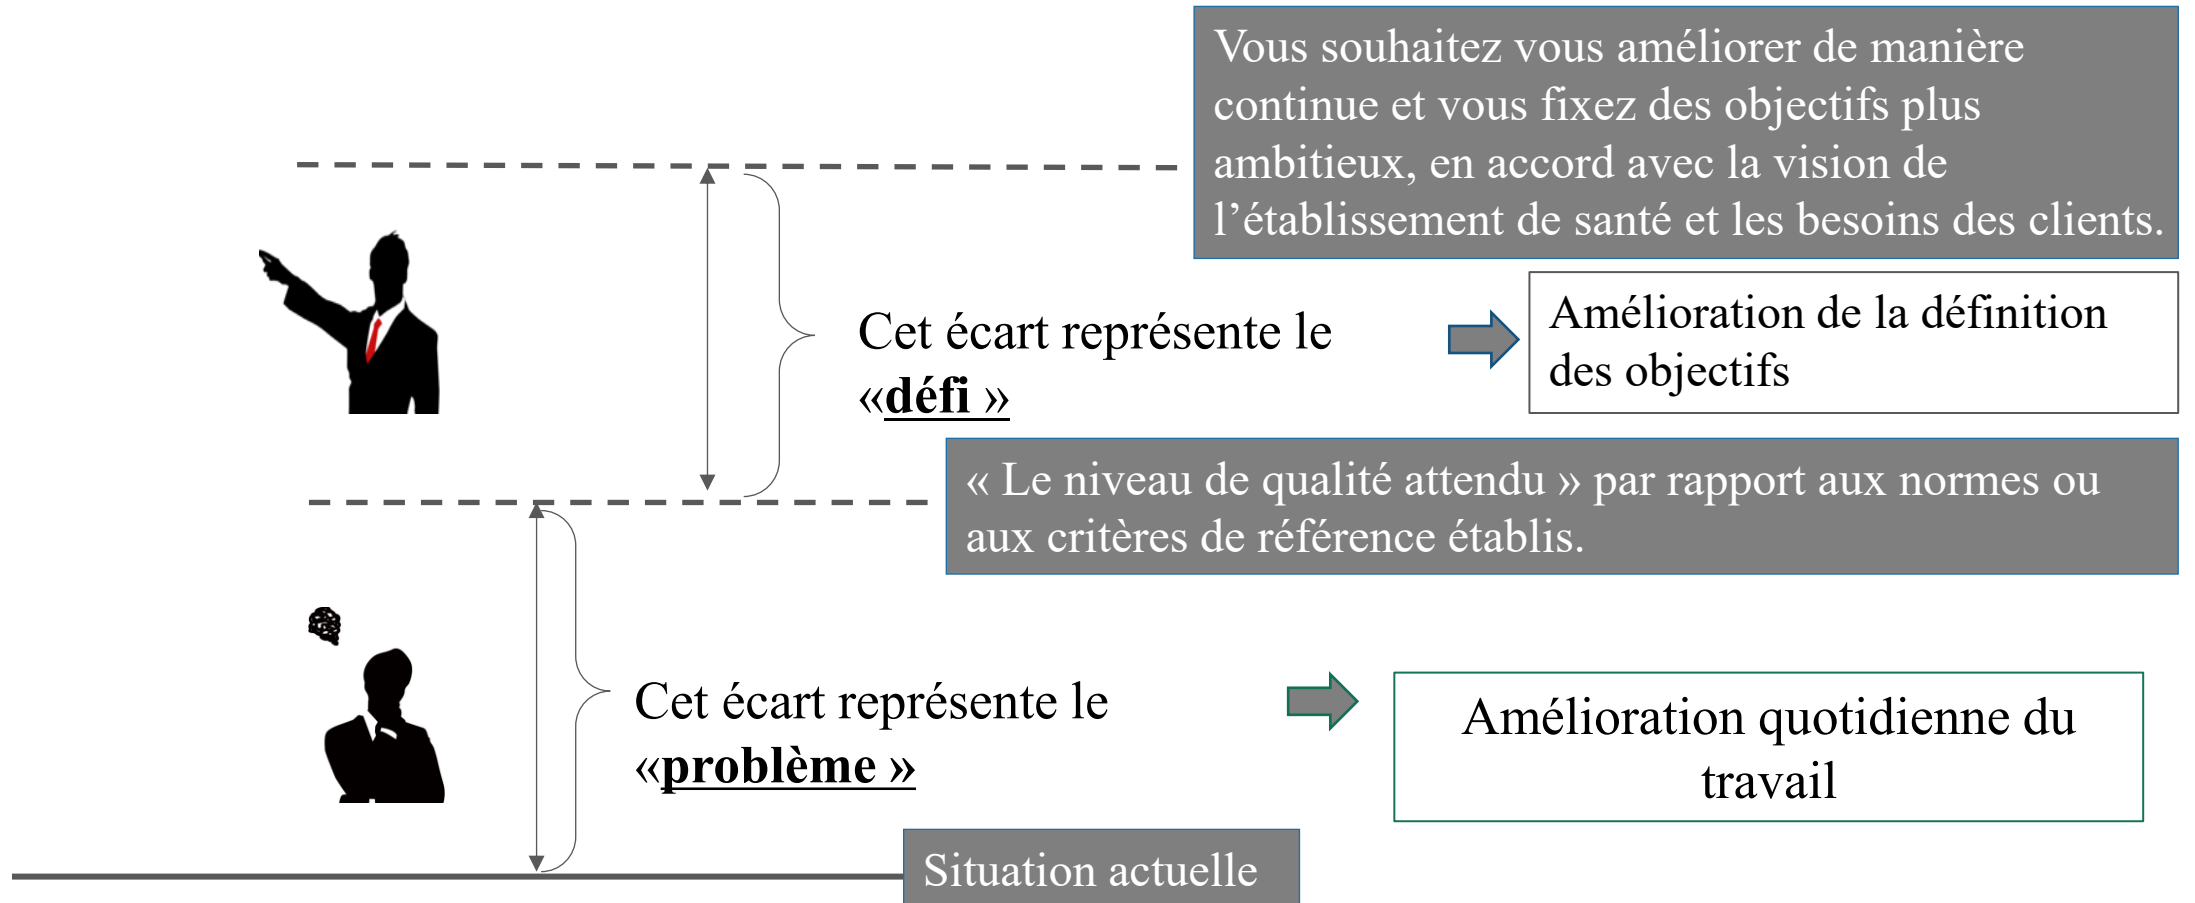 Vous souhaitez vous améliorer de manière
continue et vous fixez des objectifs plus
ambitieux, en accord avec la vision de
l’établissement de santé et les besoins des clients.
Cet écart représente le
«défi »
Amélioration de la définition
des objectifs
« Le niveau de qualité attendu » par rapport aux normes ou
aux critères de référence établis.
Cet écart représente le
«problème »
Amélioration quotidienne du
travail
Situation actuelle